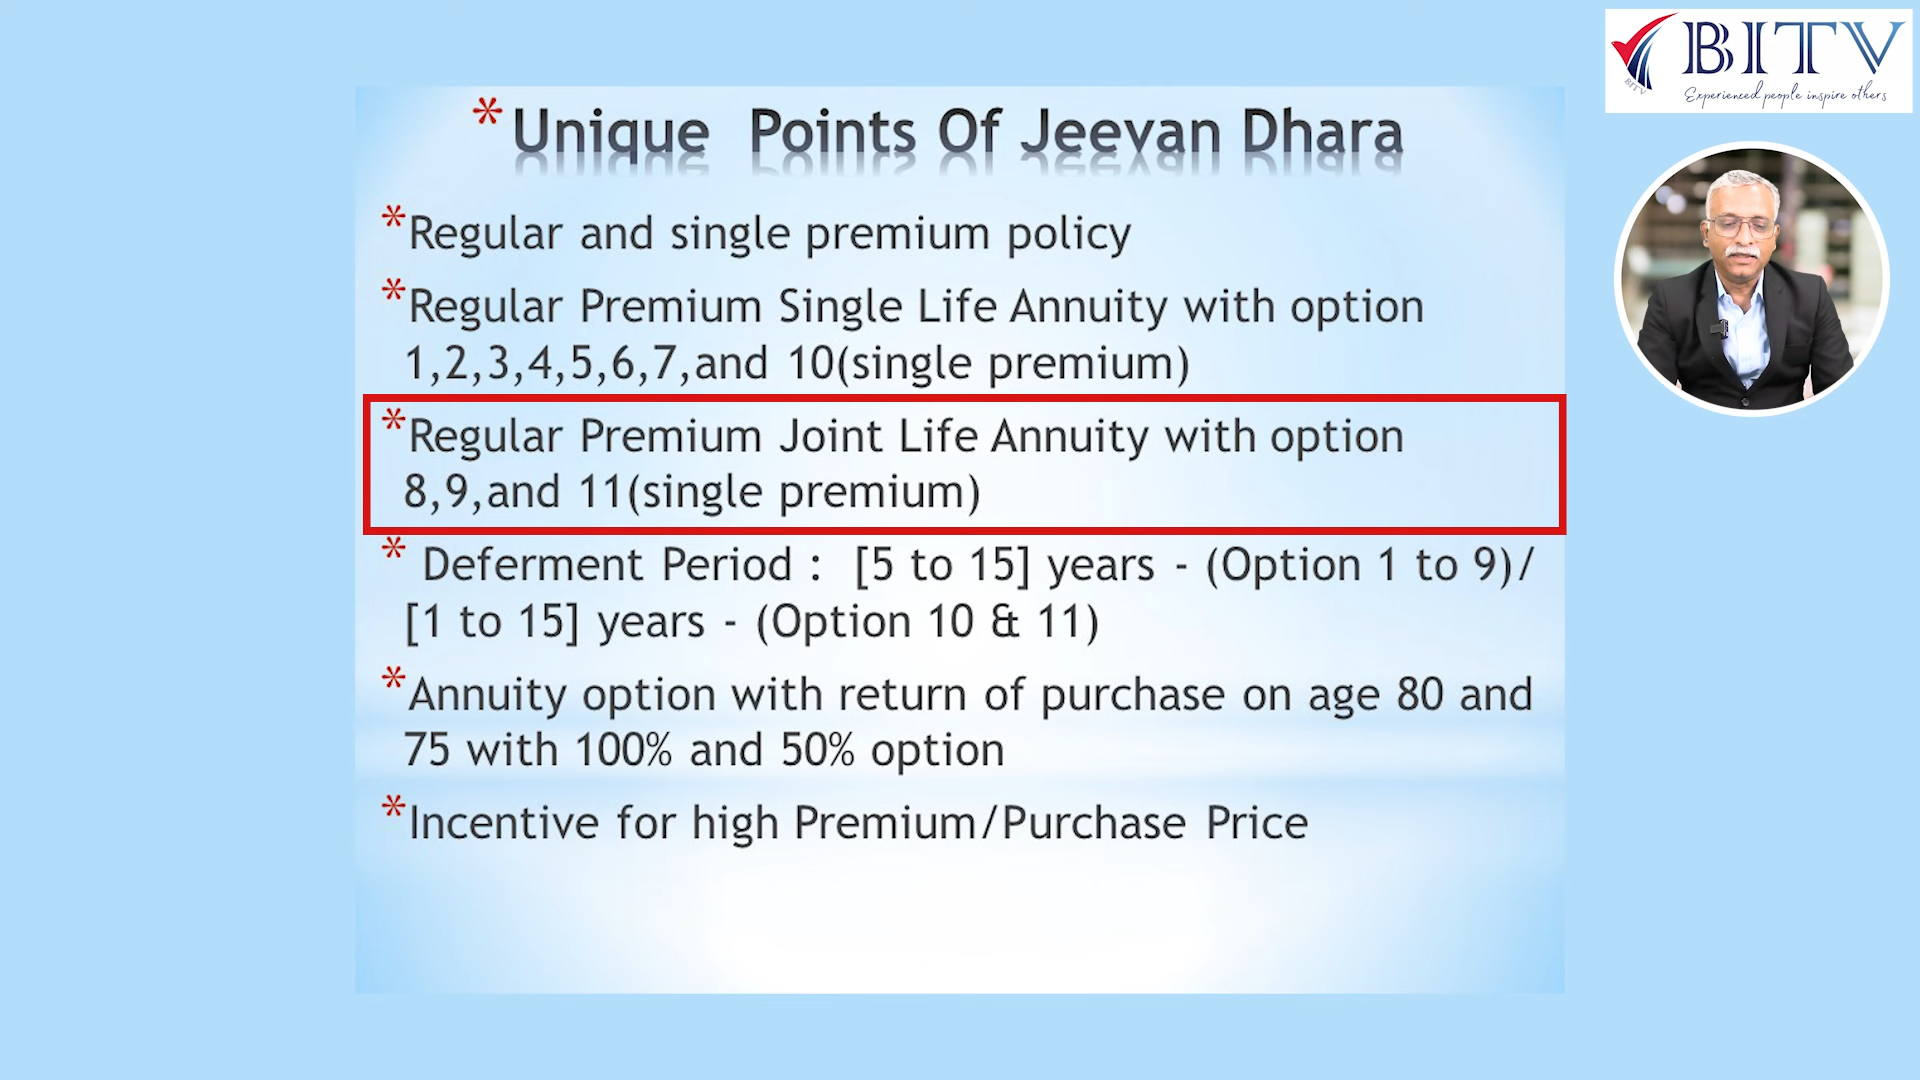 BITV
Experienced people inspire others
BITV
* Unique Points Of Jeevan Dhara
* Regular and single premium policy
* Regular Premium Single Life Annuity with option
1,2,3,4,5,6,7,and 10(single premium)
* Regular Premium Joint Life Annuity with option
8,9,and 11(single premium)
* Deferment Period : [5 to 15] years - (Option 1 to 9)/
[1 to 15] years - (Option 10 & 11)
* Annuity option with return of purchase on age 80 and
75 with 100% and 50% option
* Incentive for high Premium/Purchase Price